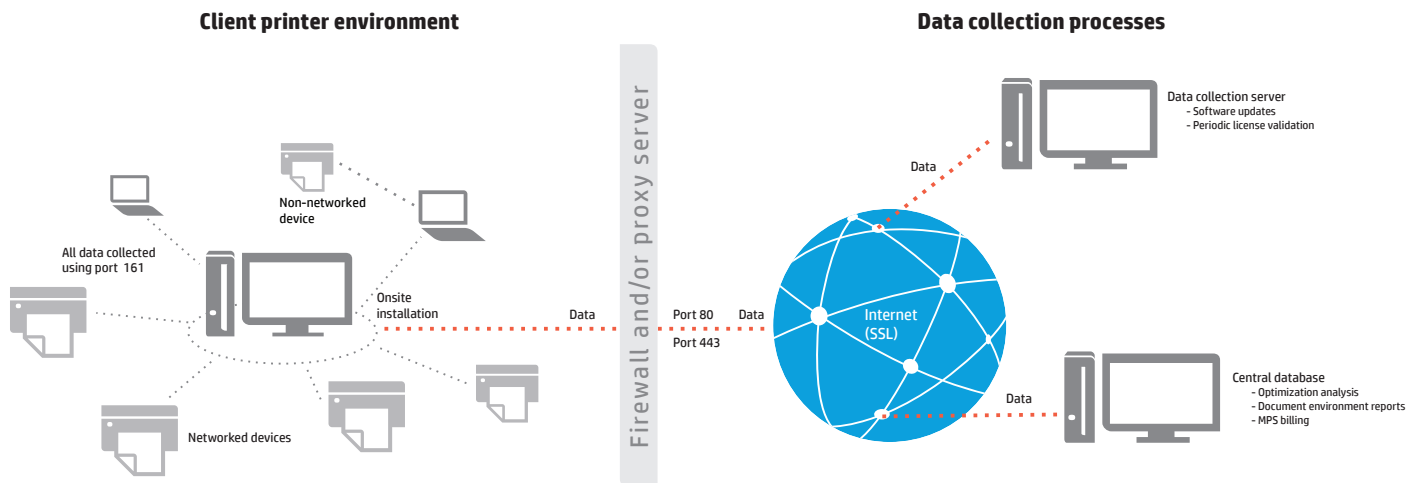 Client printer environment
Data collection processes
Non-networked
device
All data collected
using port 161
Onsite
installation
Networked devices
Data
Firewall and/or proxy server
Port 80
Port 443
Data
Internet
(SSL)
Data
Data collection server
- Software updates
- Periodic license validation
Data
Central database
- Optimization analysis
- Document environment reports
- MPS billing